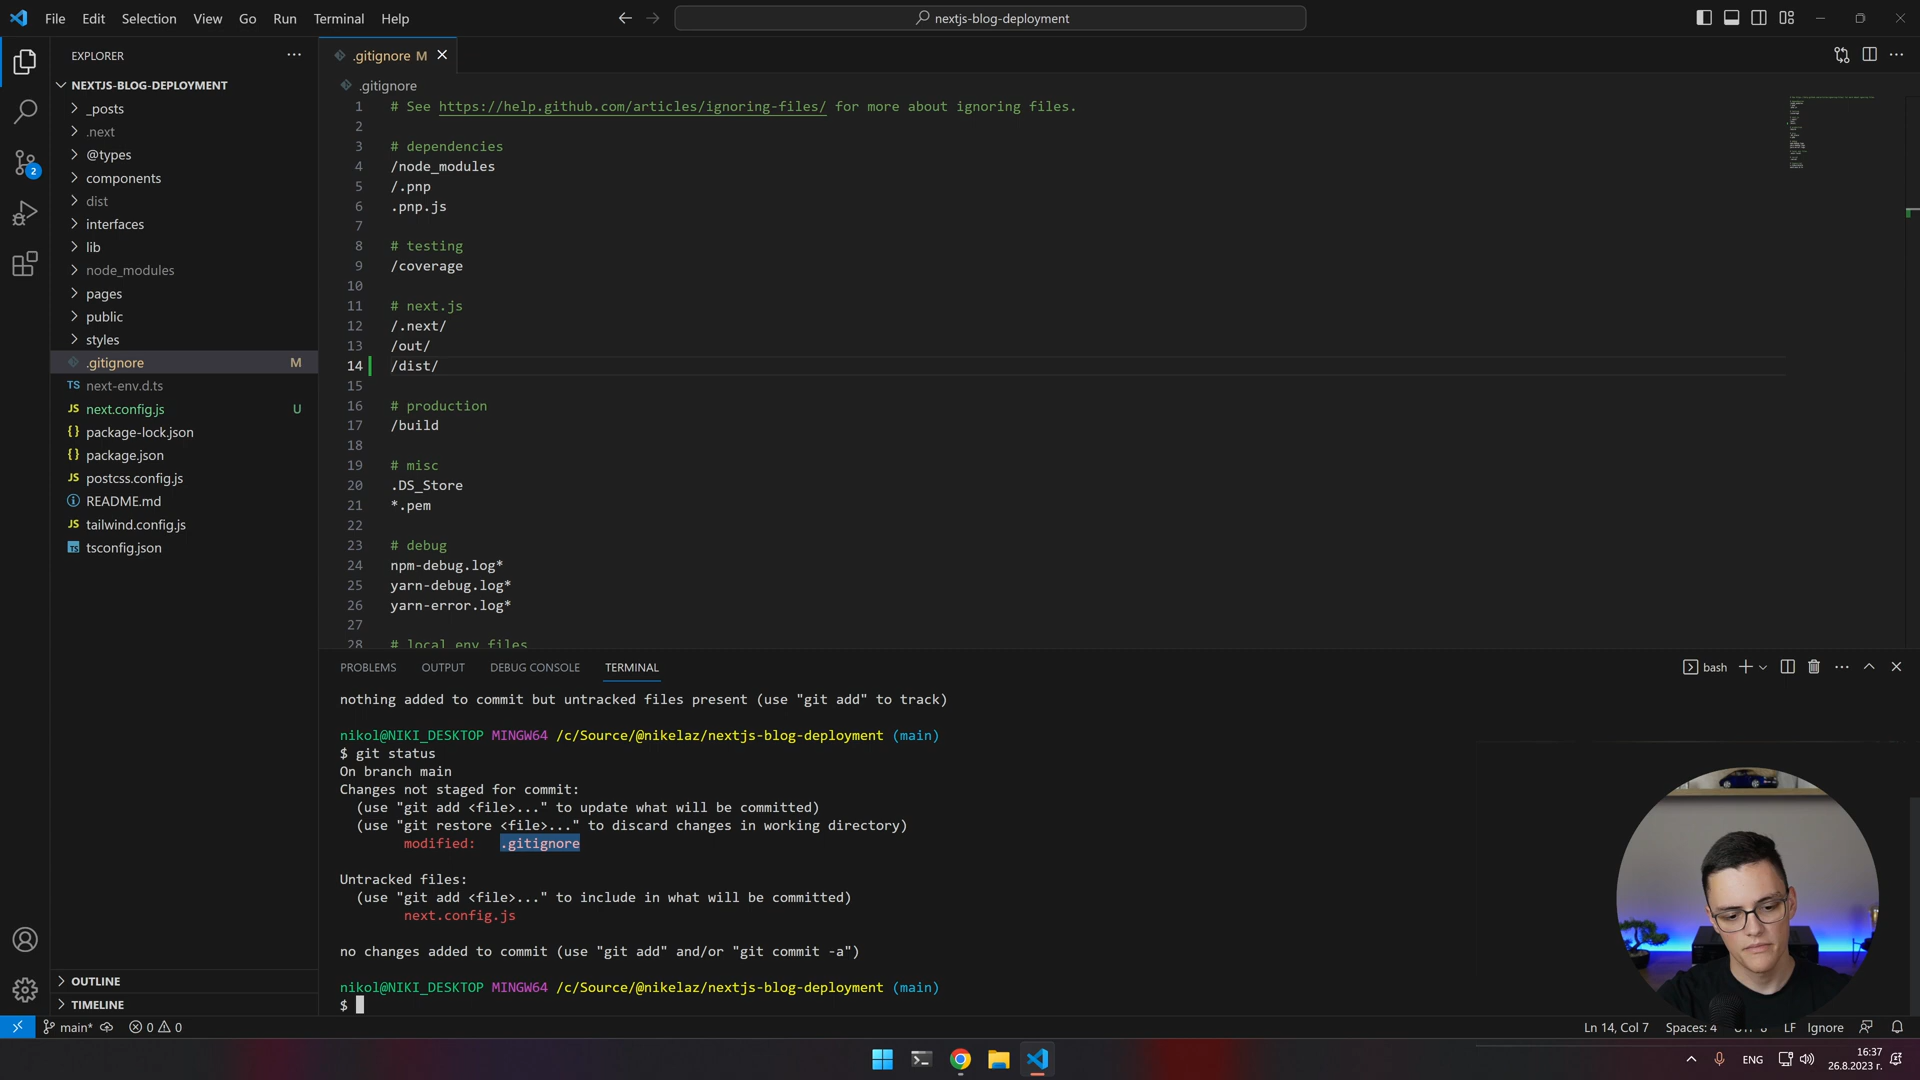 File Edit Selection View Go Run Terminal Help
nextjs-blog-deployment
EXPLORER
NEXTJS-BLOG-DEPLOYMENT
_posts
.next
@types
components
dist
interfaces
lib
node_modules
pages
public
styles
.gitignore M
TS next-env.d.ts
JS next.config.js U
{} package-lock.json
{} package.json
JS postcss.config.js
README.md
JS tailwind.config.js
TS tsconfig.json
OUTLINE
TIMELINE
2
.gitignore M
.gitignore
1 # See https://help.github.com/articles/ignoring-files/ for more about ignoring files.
2
3 # dependencies
4 /node_modules
5 /.pnp
6 .pnp.js
7
8 # testing
9 /coverage
10
11 # next.js
12 /.next/
13 /out/
14 /dist/
15
16 # production
17 /build
18
19 # misc
20 .DS_Store
21 *.pem
22
23 # debug
24 npm-debug.log*
25 yarn-debug.log*
26 yarn-error.log*
27
28 # local env files
PROBLEMS OUTPUT DEBUG CONSOLE TERMINAL
bash
nothing added to commit but untracked files present (use "git add" to track)
nikol@NIKI_DESKTOP MINGW64 /c/Source/@nikelaz/nextjs-blog-deployment (main)
$ git status
On branch main
Changes not staged for commit:
(use "git add <file>..." to update what will be committed)
(use "git restore <file>..." to discard changes in working directory)
modified: .gitignore
Untracked files:
(use "git add <file>..." to include in what will be committed)
next.config.js
no changes added to commit (use "git add" and/or "git commit -a")
nikol@NIKI_DESKTOP MINGW64 /c/Source/@nikelaz/nextjs-blog-deployment (main)
$
main* 0 0
Ln 14, Col 7 Spaces: 4 LF Ignore
ENG
16:37
26.8.2023 г.